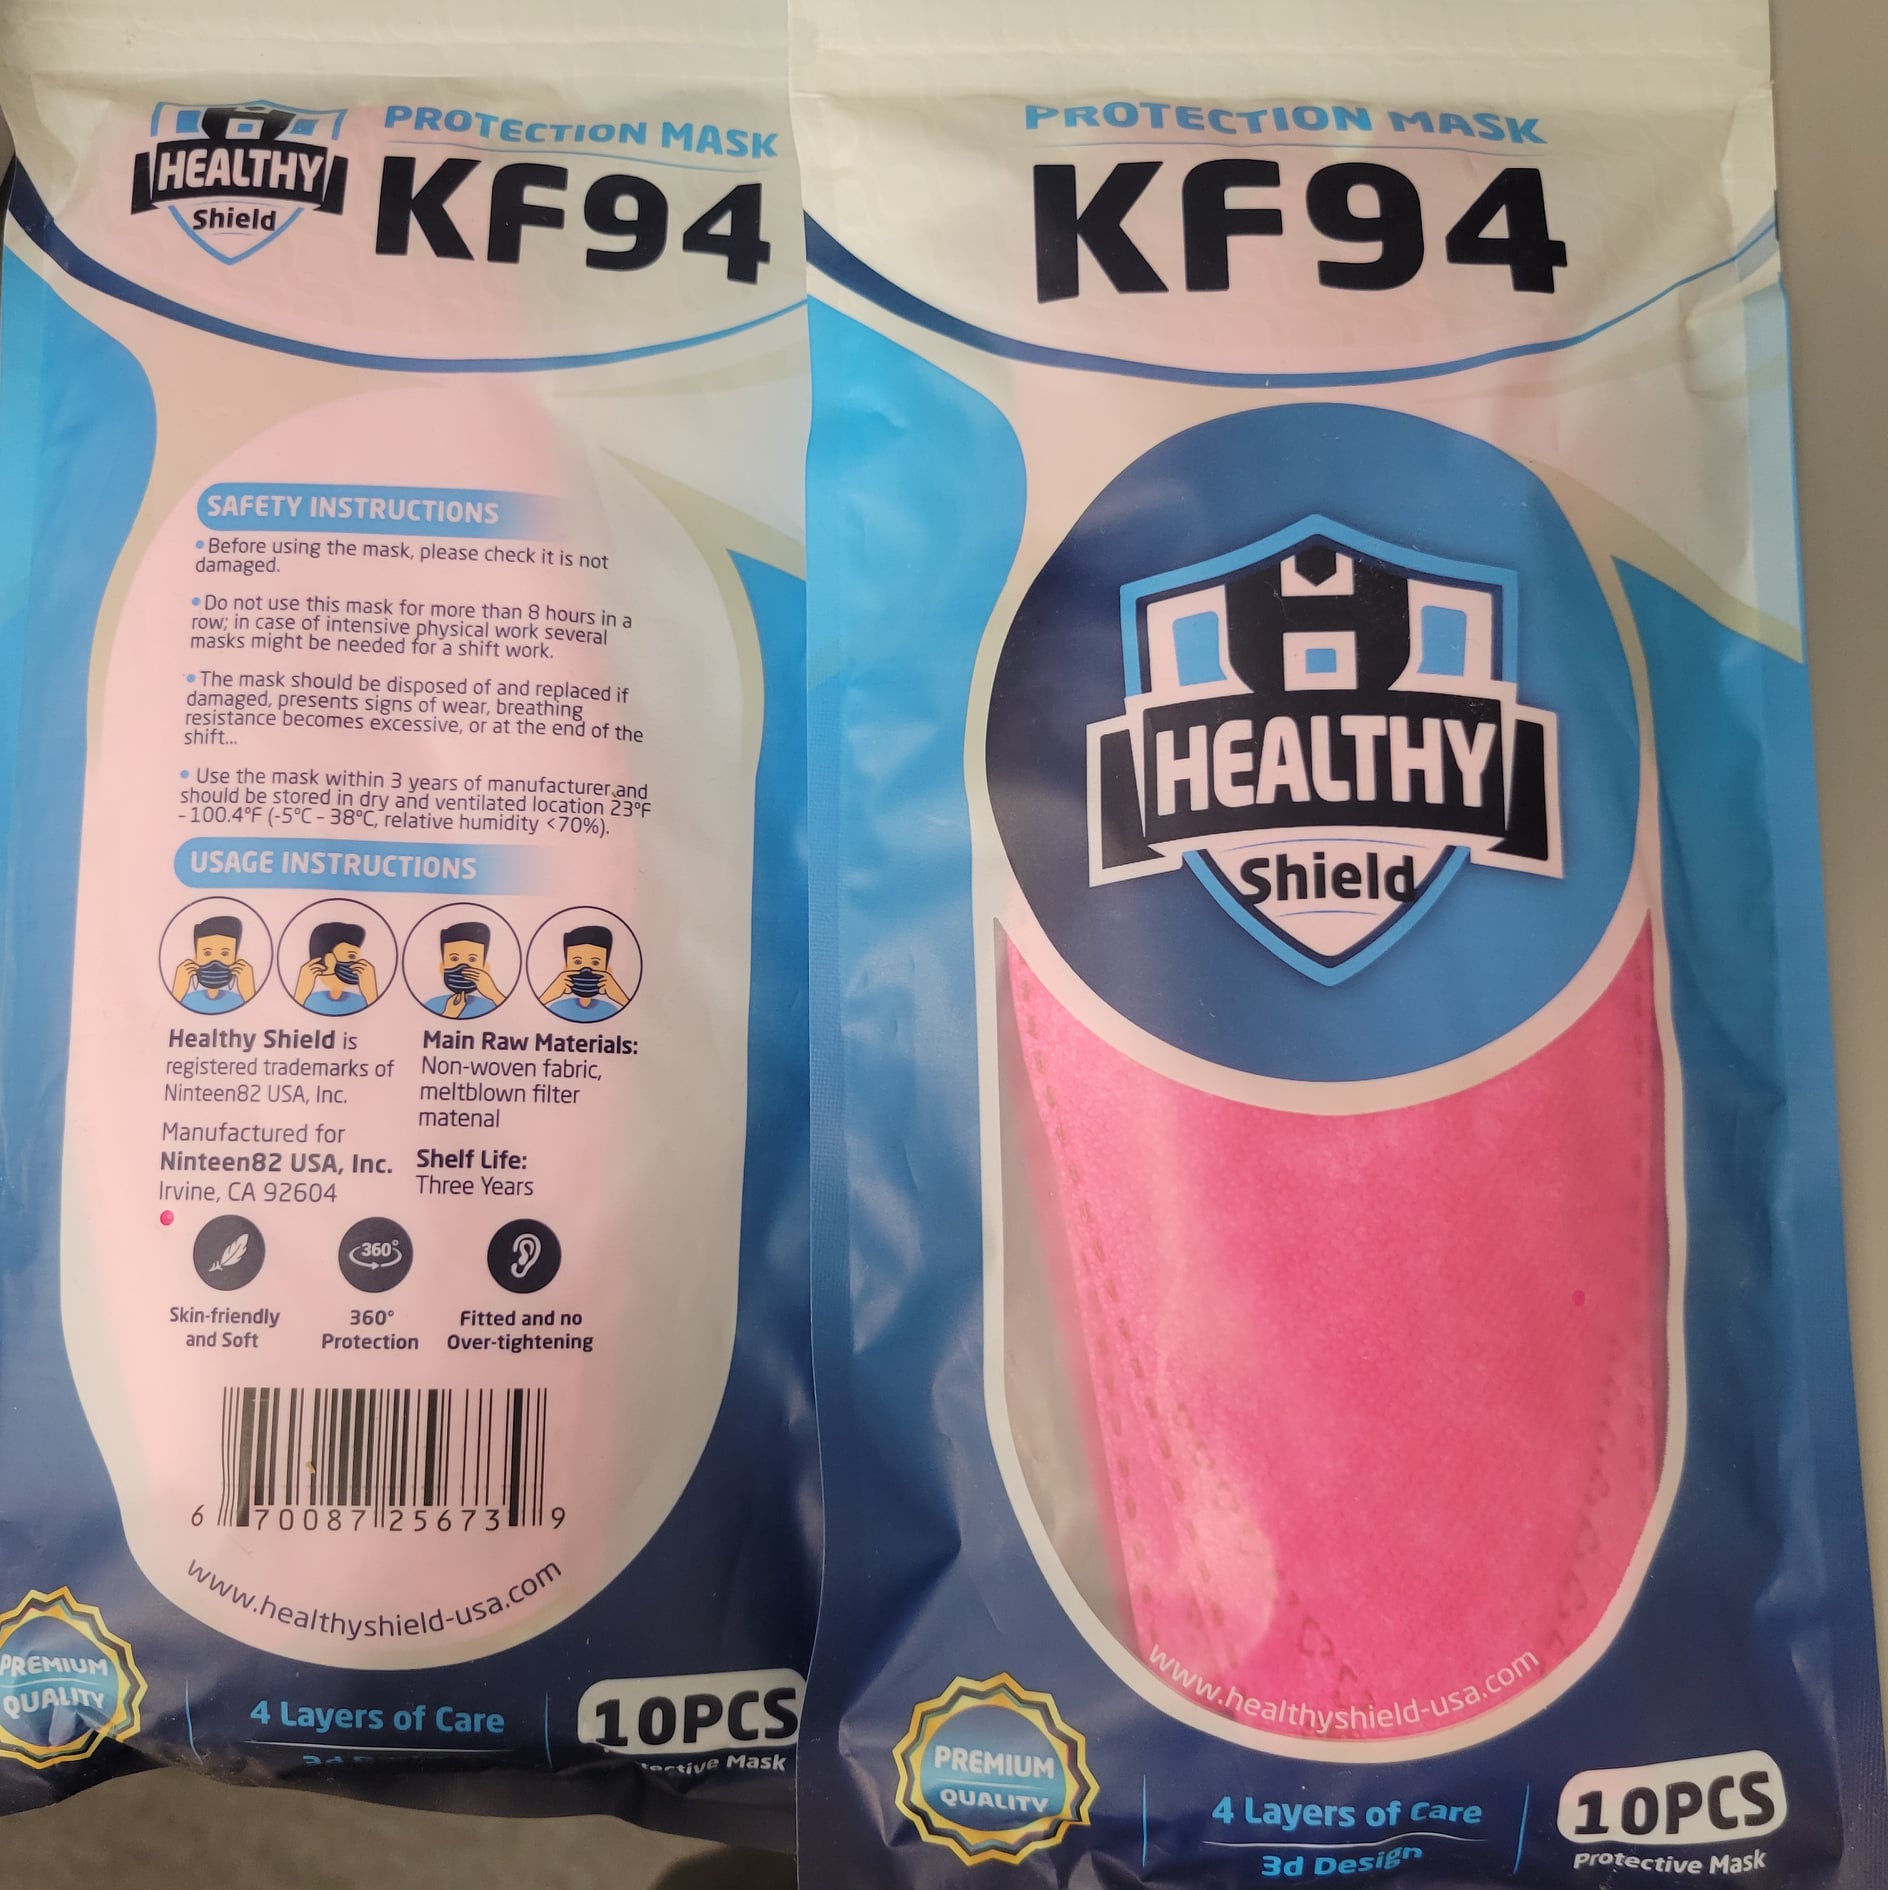 HEALTHY
Shield
PROTECTION MASK
KF94
SAFETY INSTRUCTIONS
• Before using the mask, please check it is not
damaged.
• Do not use this mask for more than 8 hours in a
row; in case of intensive physical work several
masks might be needed for a shift work.
• The mask should be disposed of and replaced if
damaged, presents signs of wear, breathing
resistance becomes excessive, or at the end of the
shift...
• Use the mask within 3 years of manufacturer and
should be stored in dry and ventilated location 23°F
- 100.4°F (-5°C - 38°C, relative humidity <70%).
USAGE INSTRUCTIONS
Healthy Shield is
registered trademarks of
Ninteen82 USA, Inc.
Manufactured for
Ninteen82 USA, Inc.
Irvine, CA 92604
Main Raw Materials:
Non-woven fabric,
meltblown filter
matenal
Shelf Life:
Three Years
360°
Skin-friendly
and Soft
360°
Protection
Fitted and no
Over-tightening
6 70087 25673 9
www.healthyshield-usa.com
PREMIUM
QUALITY
4 Layers of Care
3d
10PCS
Mask
PROTECTION MASK
KF94
HEALTHY
Shield
www.healthyshield-usa.com
PREMIUM
QUALITY
4 Layers of Care
3d Design
10PCS
Protective Mask